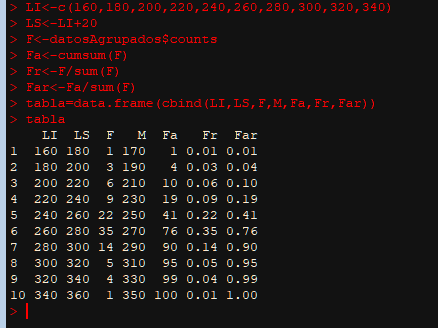 > LI<-c(160,180,200,220,240,260,280,300,320,340)
> LS<-LI+20
> F<-datosAgrupados$counts
> Fa<-cumsum(F)
> Fr<-F/sum(F)
> Far<-Fa/sum(F)
> tabla=data.frame(cbind(LI,LS,F,M,Fa,Fr,Far))
> tabla
LI LS F M Fa Fr Far
1 160 180 1 170 1 0.01 0.01
2 180 200 3 190 4 0.03 0.04
3 200 220 6 210 10 0.06 0.10
4 220 240 9 230 19 0.09 0.19
5 240 260 22 250 41 0.22 0.41
6 260 280 35 270 76 0.35 0.76
7 280 300 14 290 90 0.14 0.90
8 300 320 5 310 95 0.05 0.95
9 320 340 4 330 99 0.04 0.99
10 340 360 1 350 100 0.01 1.00
>